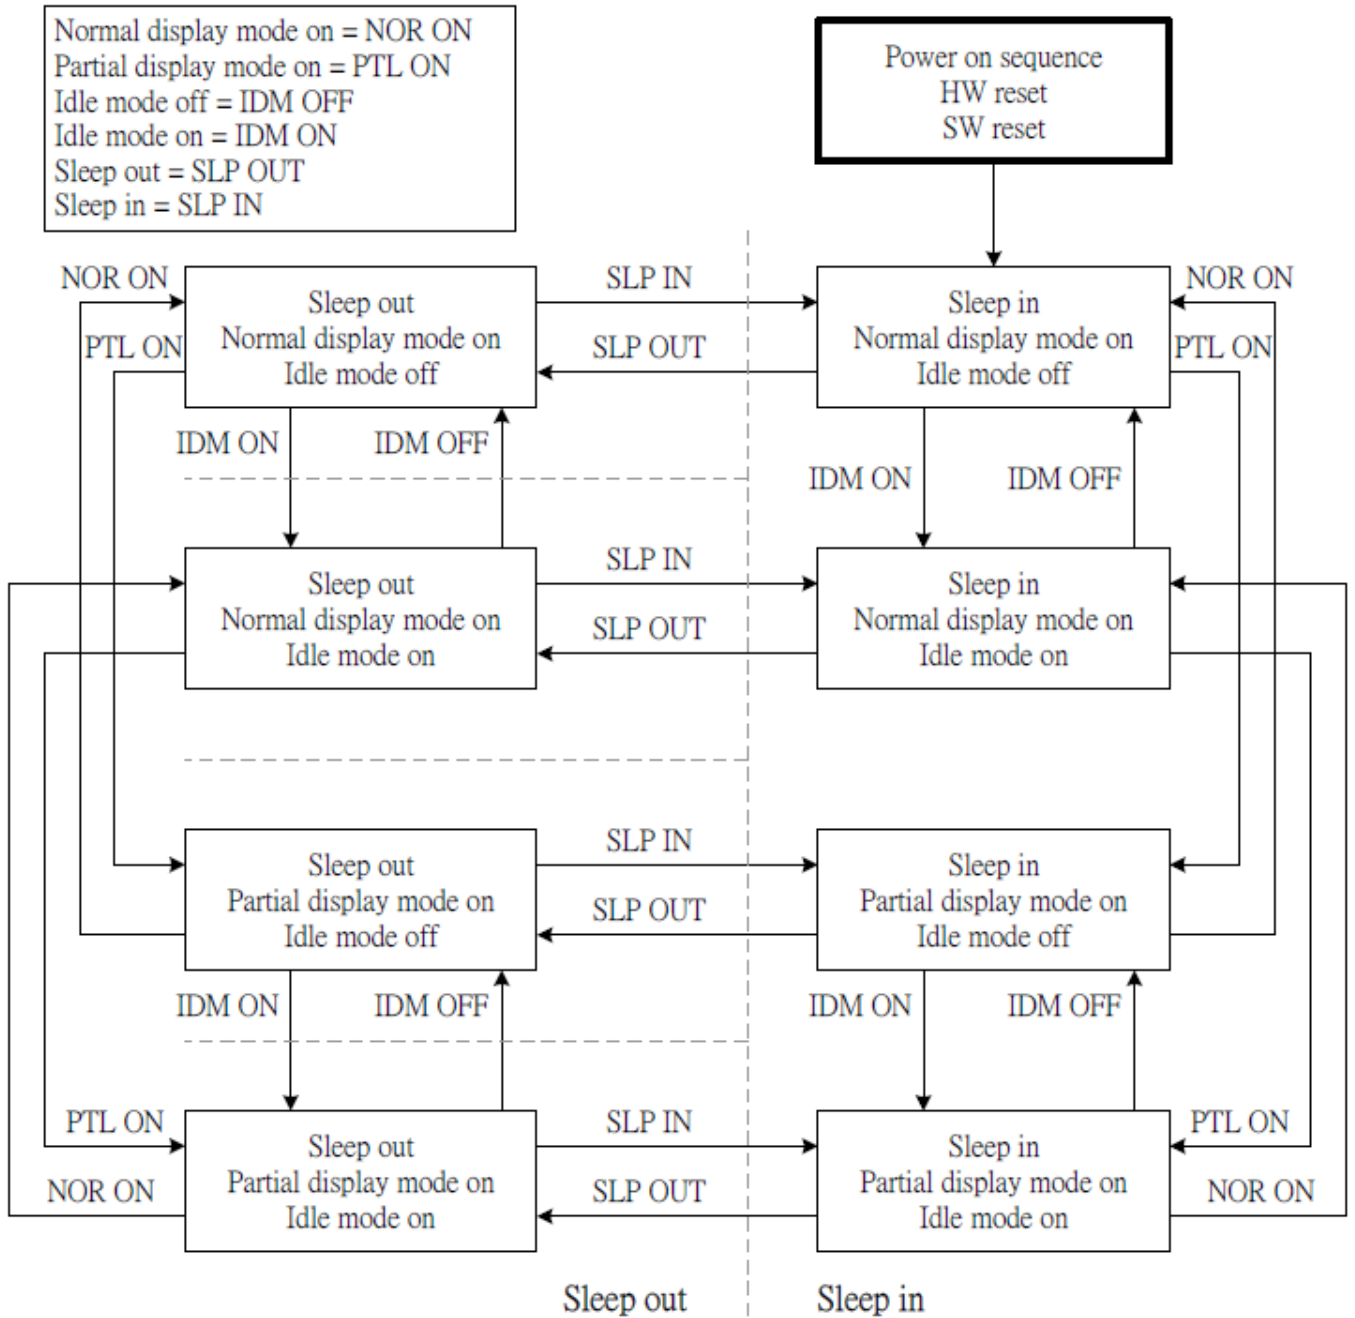 Normal display mode on = NOR ON
Partial display mode on = PTL ON
Idle mode off = IDM OFF
Idle mode on = IDM ON
Sleep out = SLP OUT
Sleep in = SLP IN
Power on sequence
HW reset
SW reset
NOR ON
PTL ON
Sleep out
Normal display mode on
Idle mode off
SLP IN
SLP OUT
Sleep in
Normal display mode on
Idle mode off
NOR ON
PTL ON
IDM ON
IDM OFF
IDM ON
IDM OFF
Sleep out
Normal display mode on
Idle mode on
SLP IN
SLP OUT
Sleep in
Normal display mode on
Idle mode on
Sleep out
Partial display mode on
Idle mode off
SLP IN
SLP OUT
Sleep in
Partial display mode on
Idle mode off
IDM ON
IDM OFF
IDM ON
IDM OFF
PTL ON
NOR ON
Sleep out
Partial display mode on
Idle mode on
SLP IN
SLP OUT
Sleep in
Partial display mode on
Idle mode on
PTL ON
NOR ON
Sleep out
Sleep in